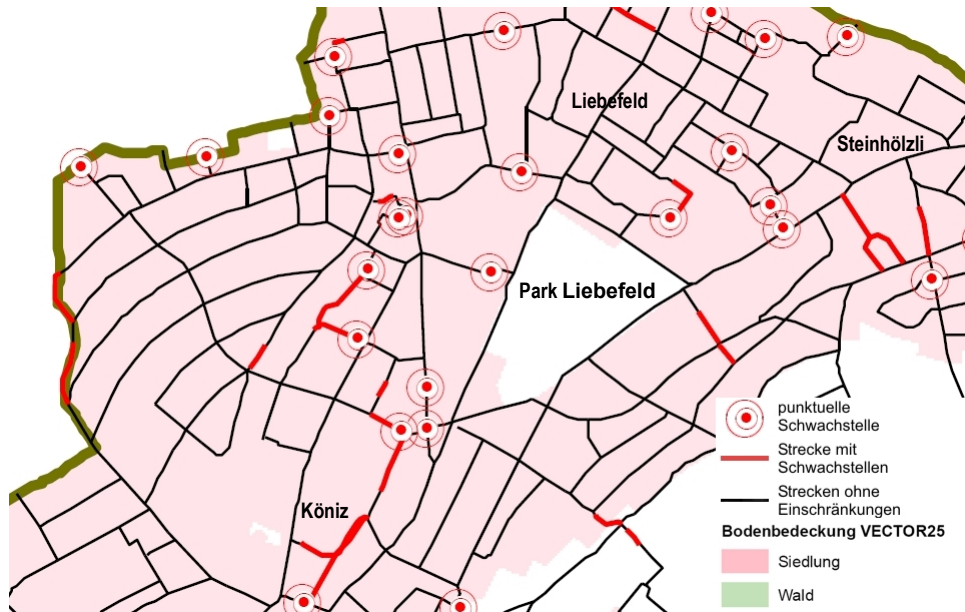 Liebefeld
Steinhölzli
Park Liebefeld
Köniz
punktuelle
Schwachstelle
Strecke mit
Schwachstellen
Strecken ohne
Einschränkungen
Bodenbedeckung VECTOR25
Siedlung
Wald